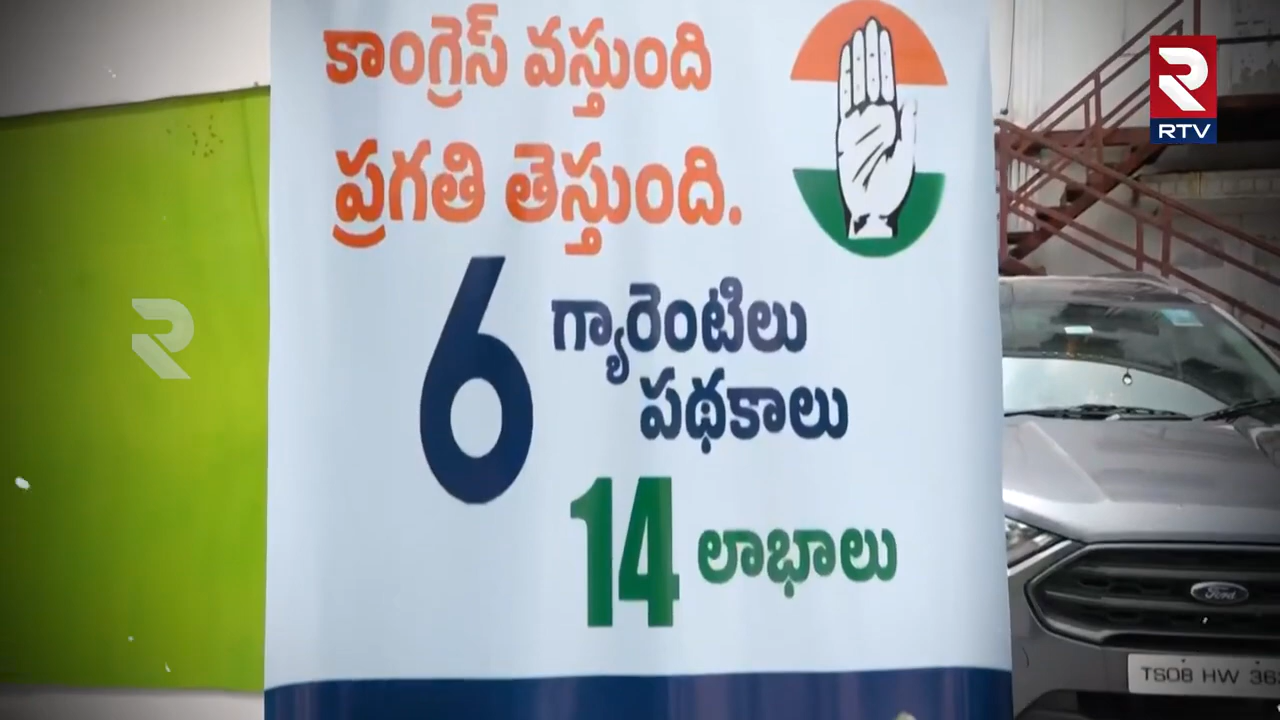 కాంగ్రెస్ వస్తుంది
ప్రగతి తెస్తుంది.
6 గ్యారెంటిలు
పథకాలు
14 లాభాలు
RTV
Ford
TS08 HW